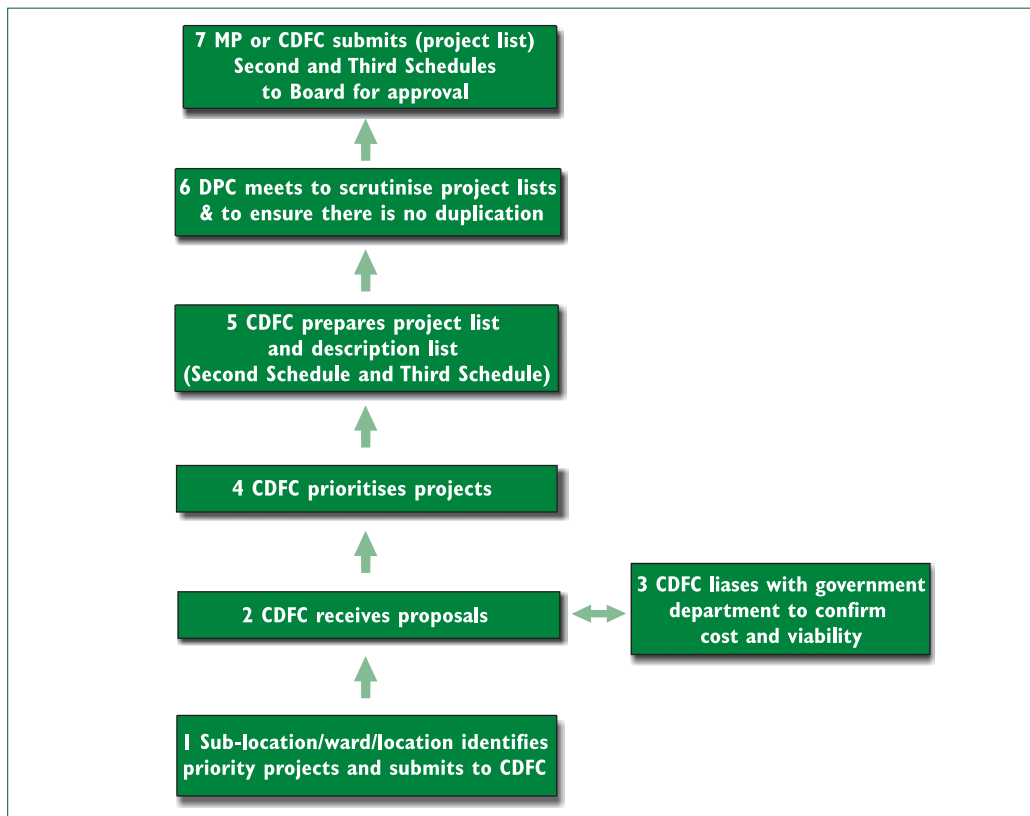 7 MP or CDFC submits (project list)
Second and Third Schedules
to Board for approval
6 DPC meets to scrutinise project lists
& to ensure there is no duplication
5 CDFC prepares project list
and description list
(Second Schedule and Third Schedule)
4 CDFC prioritises projects
2 CDFC receives proposals
3 CDFC liases with government
department to confirm
cost and viability
1 Sub-location/ward/location identifies
priority projects and submits to CDFC